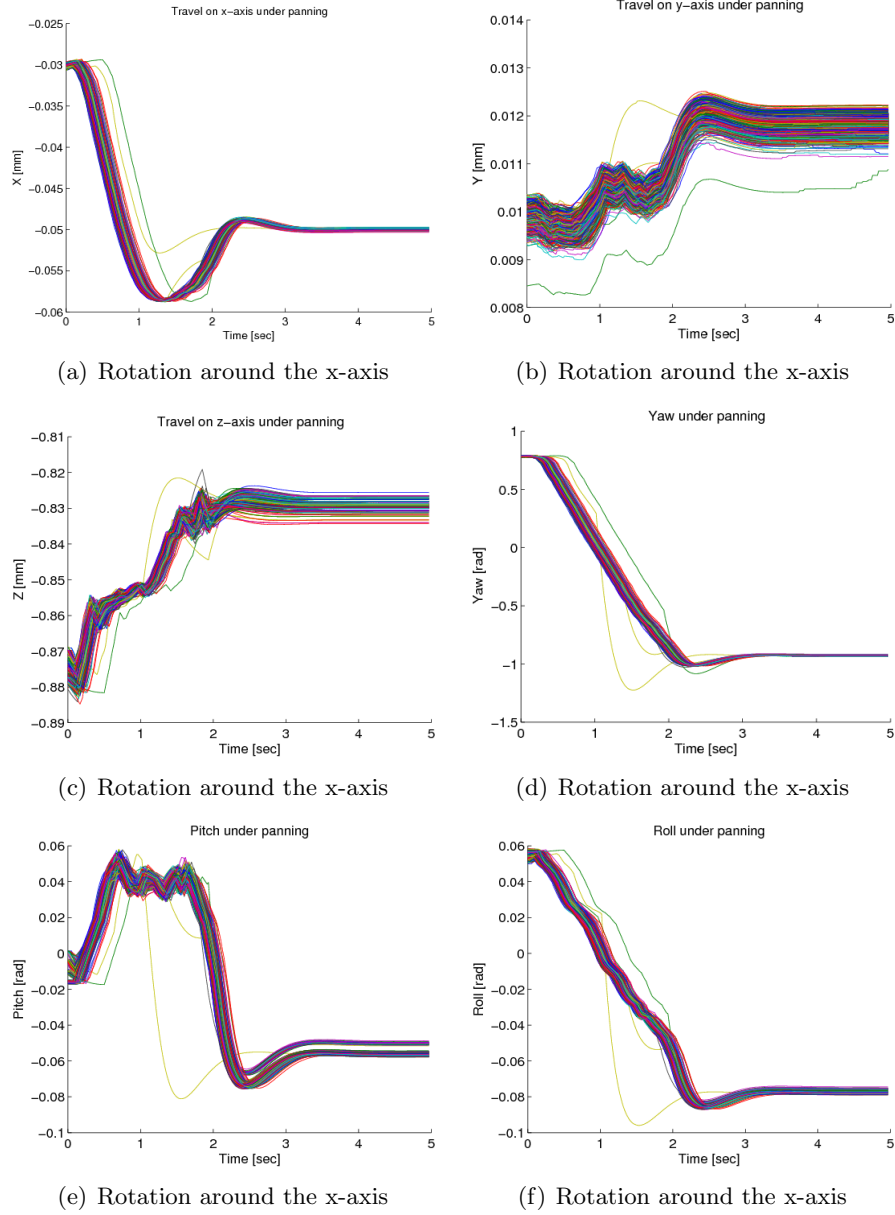 Travel on x-axis under panning
-0.025
-0.03
-0.035
-0.04
-0.045
-0.05
-0.055
-0.06
X [mm]
0 1 2 3 4 5
Time [sec]
(a) Rotation around the x-axis
Travel on y-axis under panning
0.014
0.013
0.012
0.011
0.01
0.009
0.008
Y [mm]
0 1 2 3 4 5
Time [sec]
(b) Rotation around the x-axis
Travel on z-axis under panning
-0.81
-0.82
-0.83
-0.84
-0.85
-0.86
-0.87
-0.88
-0.89
Z [mm]
0 1 2 3 4 5
Time [sec]
(c) Rotation around the x-axis
Yaw under panning
1
0.5
0
-0.5
-1
-1.5
Yaw [rad]
0 1 2 3 4 5
Time [sec]
(d) Rotation around the x-axis
Pitch under panning
0.06
0.04
0.02
0
-0.02
-0.04
-0.06
-0.08
-0.1
Pitch [rad]
0 1 2 3 4 5
Time [sec]
(e) Rotation around the x-axis
Roll under panning
0.06
0.04
0.02
0
-0.02
-0.04
-0.06
-0.08
-0.1
Roll [rad]
0 1 2 3 4 5
Time [sec]
(f) Rotation around the x-axis